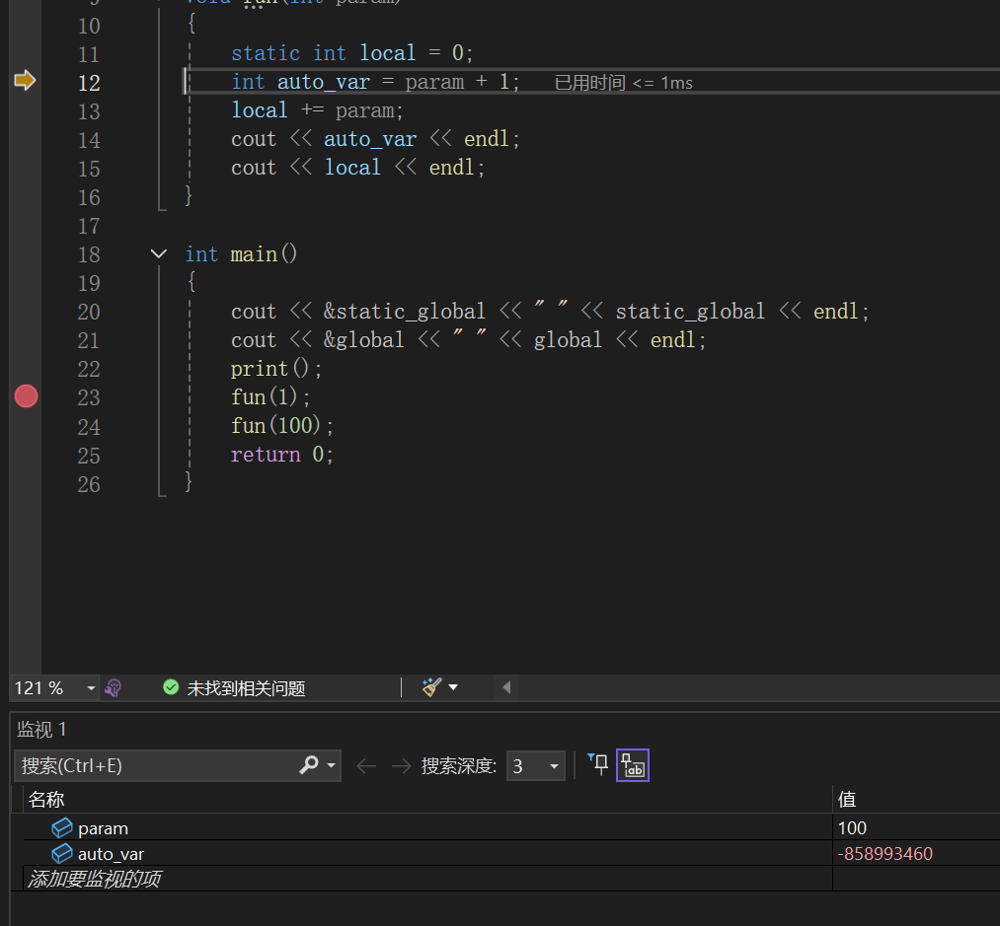 9 void fun(int param)
10 {
11 static int local = 0;
12 int auto_var = param + 1; 已用时间 <= 1ms
13 local += param;
14 cout << auto_var << endl;
15 cout << local << endl;
16 }
17
18 int main()
19 {
20 cout << &static_global << " " << static_global << endl;
21 cout << &global << " " << global << endl;
22 print();
23 fun(1);
24 fun(100);
25 return 0;
26 }
121 % 未找到相关问题
监视 1
搜索(Ctrl+E) 搜索深度: 3
名称 值
param 100
auto_var -858993460
添加要监视的项